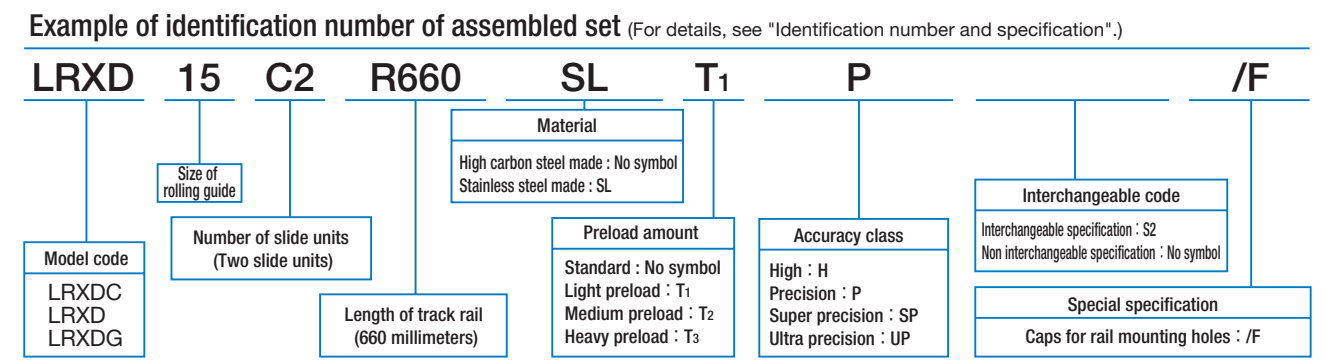 Example of identification number of assembled set (For details, see "Identification number and specification".)
LRXD 15 C2 R660 SL T1 P /F
Model code
LRXDC
LRXD
LRXDG
Size of
rolling guide
Number of slide units
(Two slide units)
Length of track rail
(660 millimeters)
Material
High carbon steel made : No symbol
Stainless steel made : SL
Preload amount
Standard : No symbol
Light preload : T1
Medium preload : T2
Heavy preload : T3
Accuracy class
High : H
Precision : P
Super precision : SP
Ultra precision : UP
Interchangeable code
Interchangeable specification : S2
Non interchangeable specification : No symbol
Special specification
Caps for rail mounting holes : /F